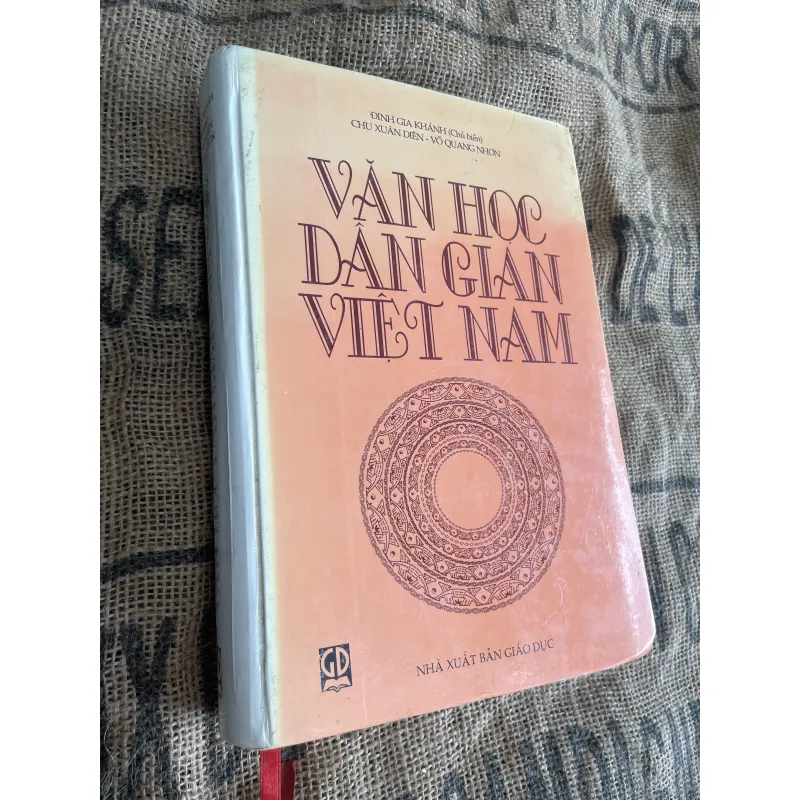 ĐINH GIA KHÁNH (Chủ biên)
CHU XUÂN DIÊN - VÕ QUANG NHƠN
VĂN HỌC
DÂN GIAN
VIỆT NAM
GD
NHÀ XUẤT BẢN GIÁO DỤC